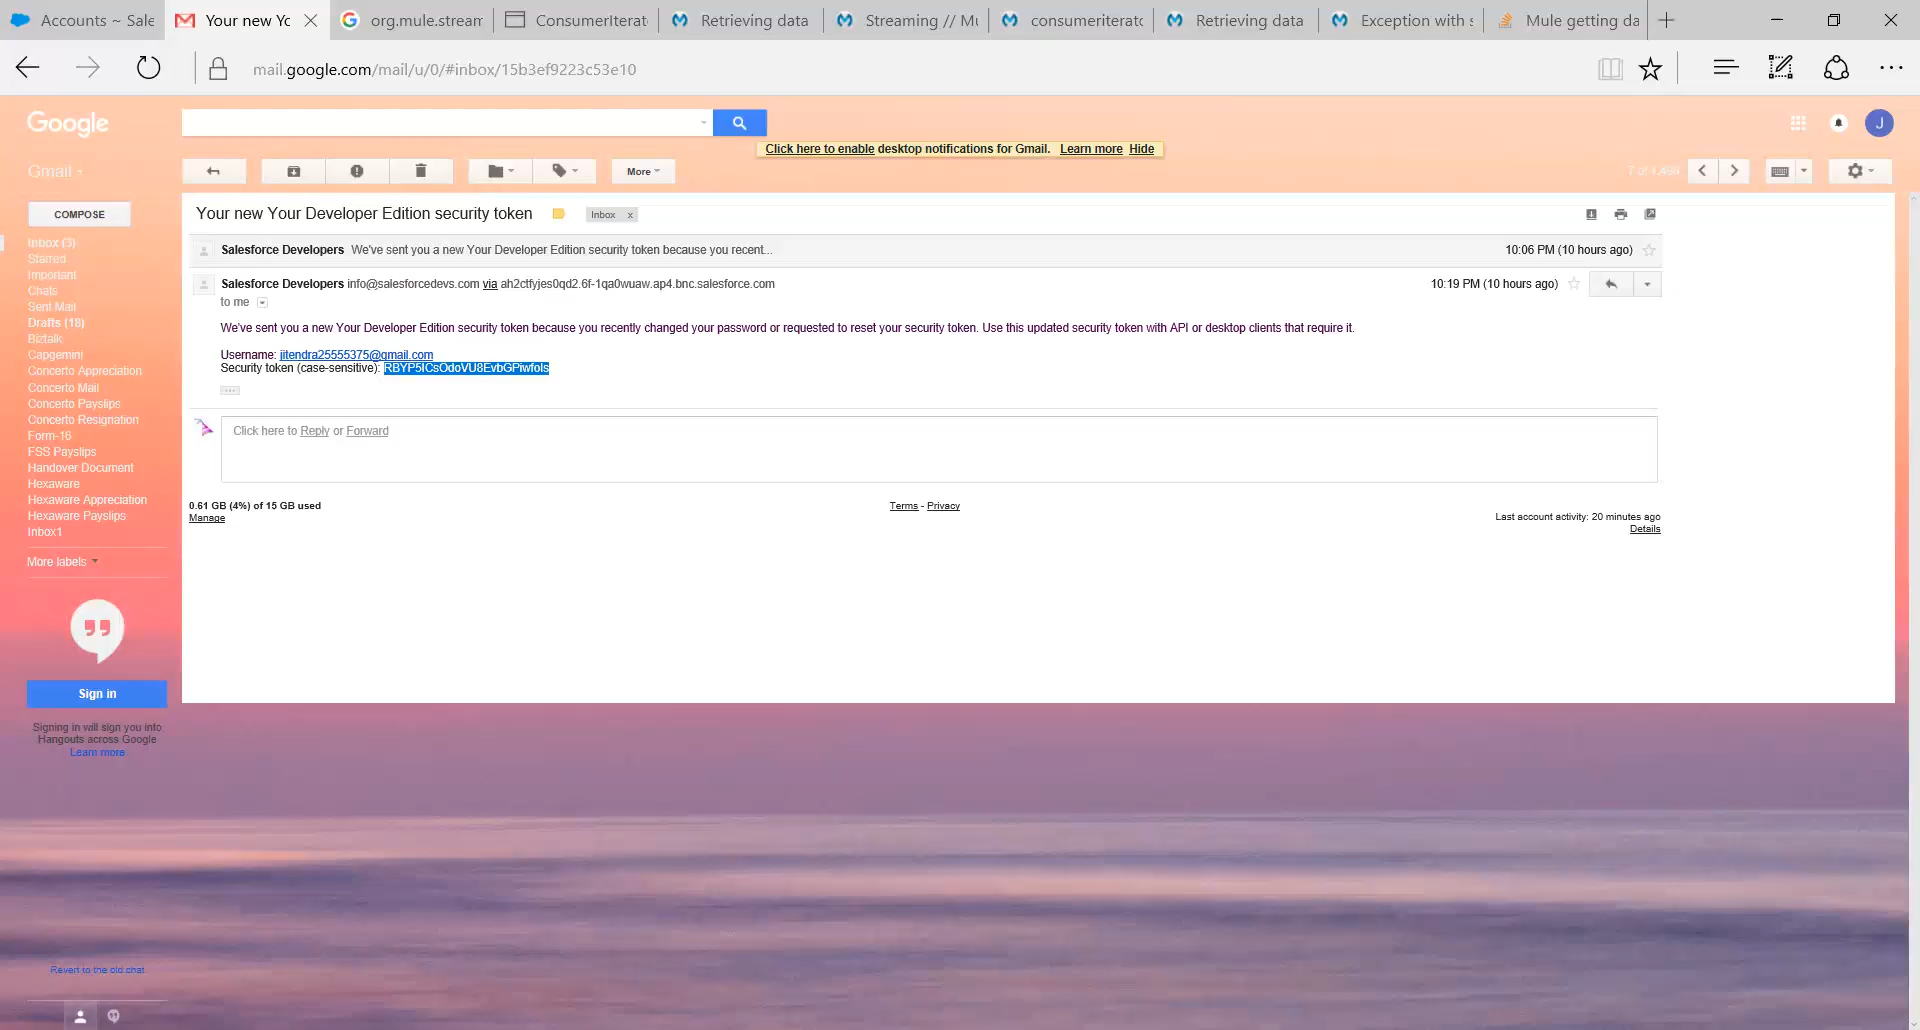 Accounts ~ Sale
Your new Yo
org.mule.stream
ConsumerIterato
Retrieving data
Streaming // Mu
consumeriterato
Retrieving data
Exception with s
Mule getting da
mail.google.com/mail/u/0/#inbox/15b3ef9223c53e10
Google
J
Click here to enable desktop notifications for Gmail. Learn more Hide
Gmail
More
7 of 1,498
COMPOSE
Your new Your Developer Edition security token
Inbox x
Inbox (3)
Starred
Important
Chats
Sent Mail
Drafts (18)
Biztalk
Capgemini
Concerto Appreciation
Concerto Mail
Concerto Payslips
Concerto Resignation
Form-16
FSS Payslips
Handover Document
Hexaware
Hexaware Appreciation
Hexaware Payslips
Inbox1
More labels
Salesforce Developers We've sent you a new Your Developer Edition security token because you recent...
10:06 PM (10 hours ago)
Salesforce Developers info@salesforcedevs.com via ah2ctfyjes0qd2.6f-1qa0wuaw.ap4.bnc.salesforce.com
10:19 PM (10 hours ago)
to me
We've sent you a new Your Developer Edition security token because you recently changed your password or requested to reset your security token. Use this updated security token with API or desktop clients that require it.
Username: jitendra25555375@gmail.com
Security token (case-sensitive):
Click here to Reply or Forward
0.61 GB (4%) of 15 GB used
Manage
Terms - Privacy
Last account activity: 20 minutes ago
Details
Sign in
Signing in will sign you into
Hangouts across Google
Learn more
Revert to the old chat